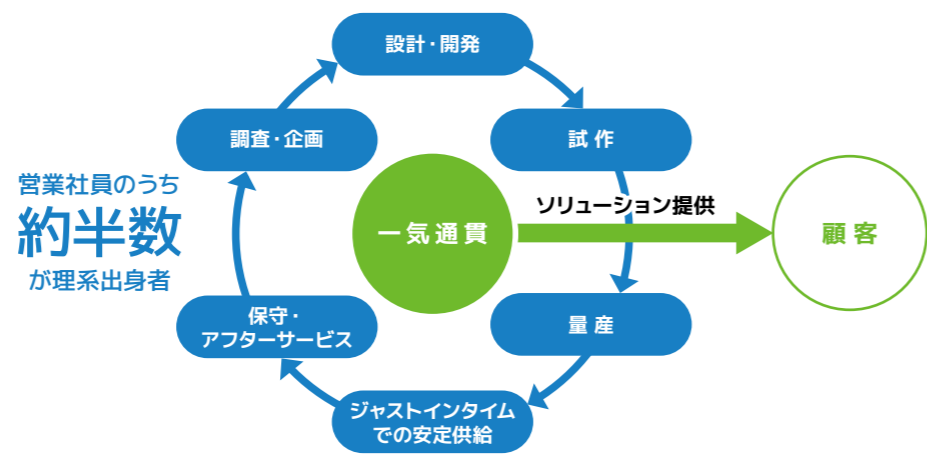 設計・開発
調査・企画
試作
営業社員のうち
約半数
が理系出身者
一気通貫
ソリューション提供
顧客
保守・
アフターサービス
量産
ジャストインタイム
での安定供給